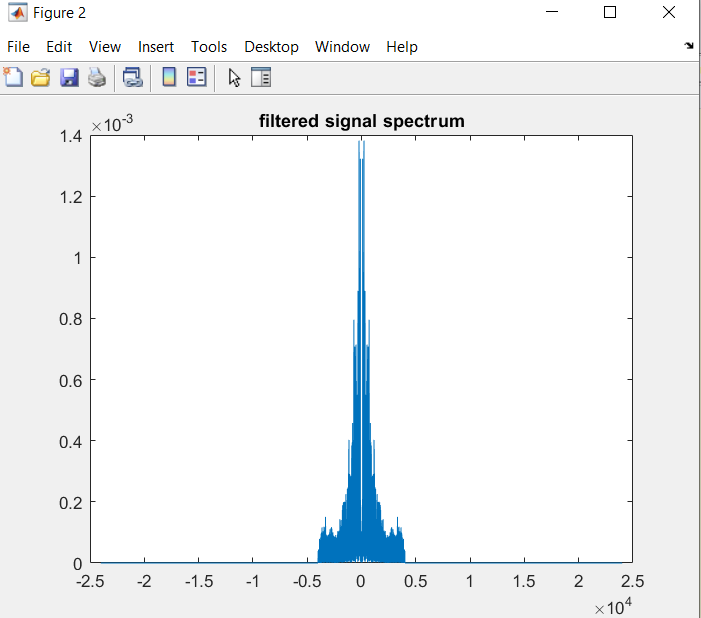 Figure 2
File Edit View Insert Tools Desktop Window Help
×10-3
filtered signal spectrum
1.4
1.2
1
0.8
0.6
0.4
0.2
0
-2.5 -2 -1.5 -1 -0.5 0 0.5 1 1.5 2 2.5
×104